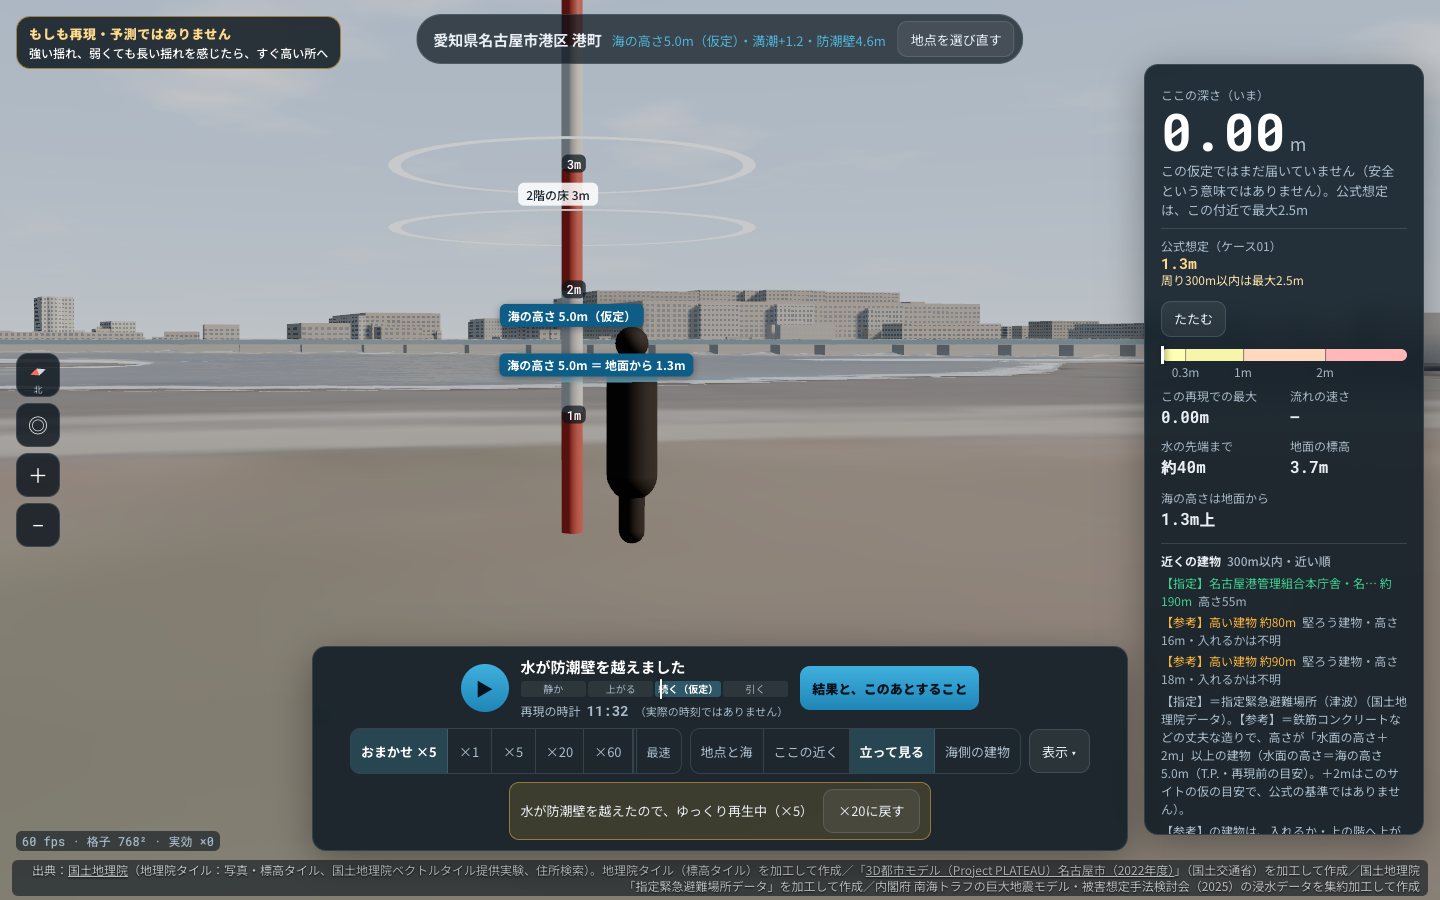 もしも再現・予測ではありません
強い揺れ、弱くても長い揺れを感じたら、すぐ高い所へ
愛知県名古屋市港区 港町 海の高さ5.0m（仮定）・満潮+1.2・防潮壁4.6m 地点を選び直す
3m
2階の床 3m
2m
海の高さ 5.0m（仮定）
海の高さ 5.0m ＝ 地面から 1.3m
1m
北
＋
−
ここの深さ（いま）
0.00 m
この仮定ではまだ届いていません（安全
という意味ではありません）。公式想定
は、この付近で最大2.5m
公式想定（ケース01）
1.3m
周り300m以内は最大2.5m
たたむ
0.3m 1m 2m
この再現での最大 流れの速さ
0.00m –
水の先端まで 地面の標高
約40m 3.7m
海の高さは地面から
1.3m上
近くの建物 300m以内・近い順
【指定】名古屋港管理組合本庁舎・名… 約
190m 高さ55m
【参考】高い建物 約80m 堅ろう建物・高さ
16m・入れるかは不明
【参考】高い建物 約90m 堅ろう建物・高さ
18m・入れるかは不明
【指定】＝指定緊急避難場所（津波）（国土地
理院データ）。【参考】＝鉄筋コンクリートな
どの丈夫な造りで、高さが「水面の高さ＋
2m」以上の建物（水面の高さ＝海の高さ
5.0m（T.P.・再現前の目安）。＋2mはこのサ
イトの仮の目安で、公式の基準ではありませ
ん）。
【参考】の建物は、入れるか・上の階へ上が
水が防潮壁を越えました
静か 上がる 続く（仮定） 引く
再現の時計 11:32 （実際の時刻ではありません）
結果と、このあとすること
おまかせ ×5 ×1 ×5 ×20 ×60 最速 地点と海 ここの近く 立って見る 海側の建物 表示 ▾
水が防潮壁を越えたので、ゆっくり再生中（×5） ×20に戻す
60 fps · 格子 768² · 実効 ×0
出典：国土地理院（地理院タイル：写真・標高タイル、国土地理院ベクトルタイル提供実験、住所検索）。地理院タイル（標高タイル）を加工して作成／「3D都市モデル（Project PLATEAU）名古屋市（2022年度）」（国土交通省）を加工して作成／国土地理院
「指定緊急避難場所データ」を加工して作成／内閣府 南海トラフの巨大地震モデル・被害想定手法検討会（2025）の浸水データを集約加工して作成